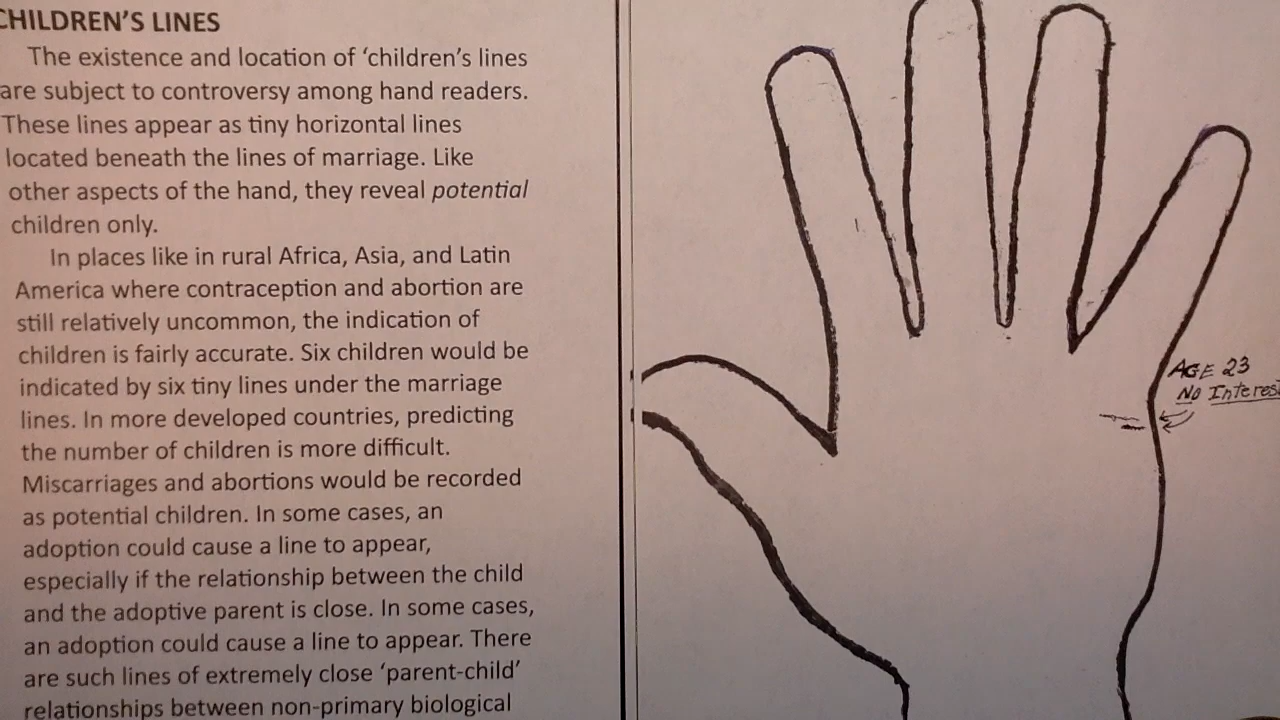 CHILDREN'S LINES
The existence and location of 'children's lines
are subject to controversy among hand readers.
These lines appear as tiny horizontal lines
located beneath the lines of marriage. Like
other aspects of the hand, they reveal potential
children only.
In places like in rural Africa, Asia, and Latin
America where contraception and abortion are
still relatively uncommon, the indication of
children is fairly accurate. Six children would be
indicated by six tiny lines under the marriage
lines. In more developed countries, predicting
the number of children is more difficult.
Miscarriages and abortions would be recorded
as potential children. In some cases, an
adoption could cause a line to appear,
especially if the relationship between the child
and the adoptive parent is close. In some cases,
an adoption could cause a line to appear. There
are such lines of extremely close 'parent-child'
relationships between non-primary biological
AGE 23
No Interest